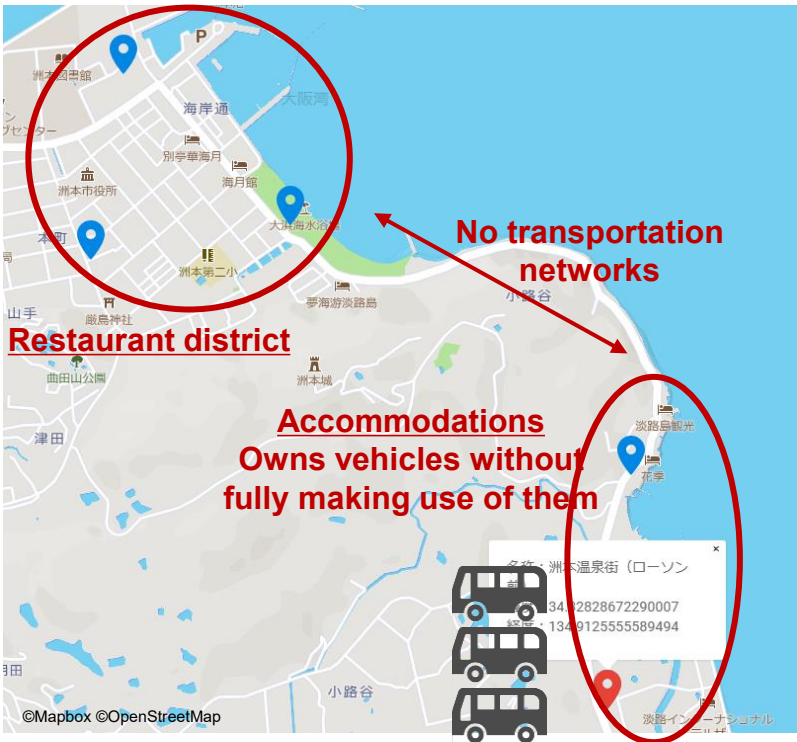 P
洲本図書館
海岸通
大阪湾
別亭華海月
海月館
洲本市役所
大浜海水浴場
No transportation
networks
本町
洲本第二小
小路谷
夢海游淡路島
山手
厳島神社
Restaurant district
曲田山公園
洲本城
淡路島観光
津田
Accommodations
Owns vehicles without
fully making use of them
花季
×
名称：洲本温泉街（ローソン
前）
34.32828672290007
経度：134.9125555589494
小路谷
©Mapbox ©OpenStreetMap
淡路インターナショナル